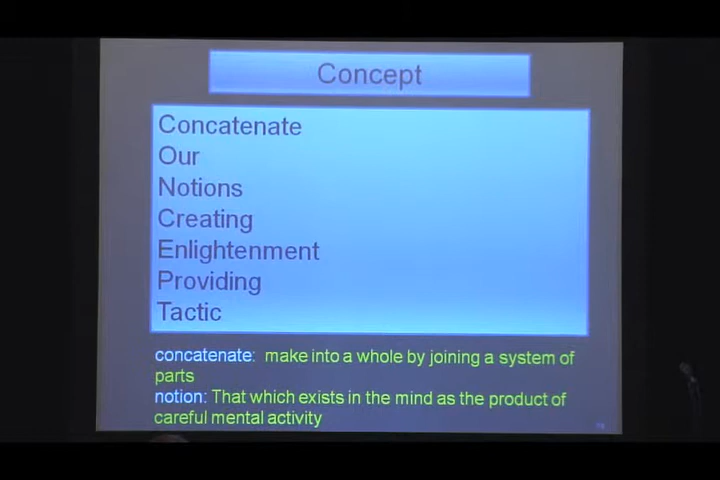 Concept
Concatenate
Our
Notions
Creating
Enlightenment
Providing
Tactic
concatenate: make into a whole by joining a system of
parts
notion: That which exists in the mind as the product of
careful mental activity